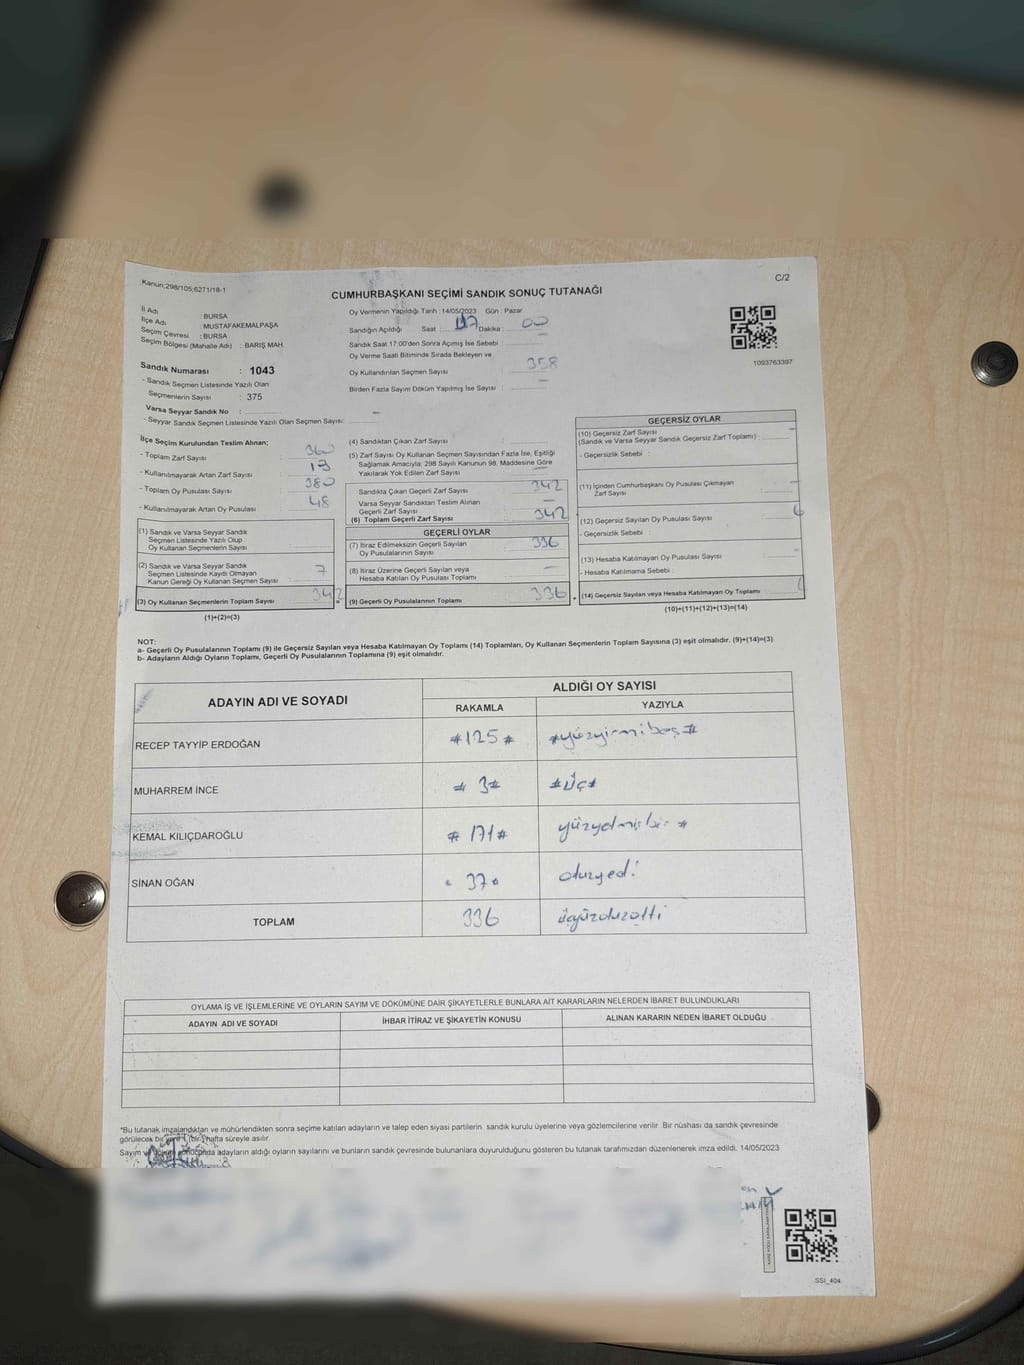 Kanun;298/105;6271/18-1
C/2
CUMHURBAŞKANI SEÇİMİ SANDIK SONUÇ TUTANAĞI
İl Adı : BURSA
İlçe Adı : MUSTAFAKEMALPAŞA
Seçim Çevresi : BURSA
Seçim Bölgesi (Mahalle Adı) : BARIŞ MAH.
Sandık Numarası : 1043
- Sandık Seçmen Listesinde Yazılı Olan
Seçmenlerin Sayısı : 375
Varsa Seyyar Sandık No :
- Seyyar Sandık Seçmen Listesinde Yazılı Olan Seçmen Sayısı:
Oy Vermenin Yapıldığı Tarih :14/05/2023 Gün : Pazar
Sandığın Açıldığı Saat : 17 Dakika : 00
Sandık Saat 17:00'den Sonra Açımış İse Sebebi :
Oy Verme Saati Bitiminde Sırada Bekleyen ve
Oy Kullandırılan Seçmen Sayısı 358
Birden Fazla Sayım Döküm Yapılmış İse Sayısı :
1093763397
İlçe Seçim Kurulundan Teslim Alınan;
- Toplam Zarf Sayısı 360
- Kullanılmayarak Artan Zarf Sayısı 13
- Toplam Oy Pusulası Sayısı 380
- Kullanılmayarak Artan Oy Pusulası 48
(1) Sandık ve Varsa Seyyar Sandık
Seçmen Listesinde Yazılı Olup
Oy Kullanan Seçmenlerin Sayısı
(2) Sandık ve Varsa Seyyar Sandık
Seçmen Listesinde Kayıtlı Olmayan
Kanun Gereği Oy Kullanan Seçmen Sayısı 7
(3) Oy Kullanan Seçmenlerin Toplam Sayısı 342
(1)+(2)=(3)
(4) Sandıktan Çıkan Zarf Sayısı
(5) Zarf Sayısı Oy Kullanan Seçmen Sayısından Fazla İse, Eşitliği
Sağlamak Amacıyla; 298 Sayılı Kanunun 98. Maddesine Göre
Yakılarak Yok Edilen Zarf Sayısı
Sandıkta Çıkan Geçerli Zarf Sayısı 342
Varsa Seyyar Sandıktan Teslim Alınan
Geçerli Zarf Sayısı
(6) Toplam Geçerli Zarf Sayısı 342
GEÇERLİ OYLAR
(7) İtiraz Edilmeksizin Geçerli Sayılan
Oy Pusulalarının Sayısı 336
(8) İtiraz Üzerine Geçerli Sayılan veya
Hesaba Katılan Oy Pusulası Toplamı
(9) Geçerli Oy Pusulalarının Toplamı 336
GEÇERSİZ OYLAR
(10) Geçersiz Zarf Sayısı
(Sandık ve Varsa Seyyar Sandık Geçersiz Zarf Toplamı) :
- Geçersizlik Sebebi :
(11) İçinden Cumhurbaşkanı Oy Pusulası Çıkmayan
Zarf Sayısı
(12) Geçersiz Sayılan Oy Pusulası Sayısı 6
- Geçersizlik Sebebi :
(13) Hesaba Katılmayan Oy Pusulası Sayısı
- Hesaba Katılmama Sebebi :
(14) Geçersiz Sayılan veya Hesaba Katılmayan Oy Toplamı
(10)+(11)+(12)+(13)=(14)
NOT:
a- Geçerli Oy Pusulalarının Toplamı (9) ile Geçersiz Sayılan veya Hesaba Katılmayan Oy Toplamı (14) Toplamları, Oy Kullanan Seçmenlerin Toplam Sayısına (3) eşit olmalıdır. (9)+(14)=(3)
b- Adayların Aldığı Oyların Toplamı, Geçerli Oy Pusulalarının Toplamına (9) eşit olmalıdır.
ADAYIN ADI VE SOYADI
ALDIĞI OY SAYISI
RAKAMLA YAZIYLA
RECEP TAYYIP ERDOĞAN #125# #yüzyirmibeş#
MUHARREM İNCE #3# #üç#
KEMAL KILIÇDAROĞLU #171# yüzyetmişbir#
SİNAN OĞAN 37 otuzyedi
TOPLAM 336 üçyüzotuzaltı
OYLAMA İŞ VE İŞLEMLERİNE VE OYLARIN SAYIM VE DÖKÜMÜNE DAİR ŞİKAYETLERLE BUNLARA AİT KARARLARIN NELERDEN İBARET BULUNDUKLARI
ADAYIN ADI VE SOYADI İHBAR İTİRAZ VE ŞİKAYETİN KONUSU ALINAN KARARIN NEDEN İBARET OLDUĞU
*Bu tutanak imzalandıktan ve mühürlendikten sonra seçime katılan adayların ve talep eden siyasi partilerin sandık kurulu üyelerine veya gözlemcilerine verilir .Bir nüshası da sandık çevresinde
görülecek bir yere 1 (bir) hafta süreyle asılır
Sayım ve sonucunda adayların aldığı oyların sayılarını ve bunların sandık çevresinde bulunanlara duyurulduğunu gösteren bu tutanak tarafımızdan düzenlenerek imza edildi. 14/05/2023
SSI_404